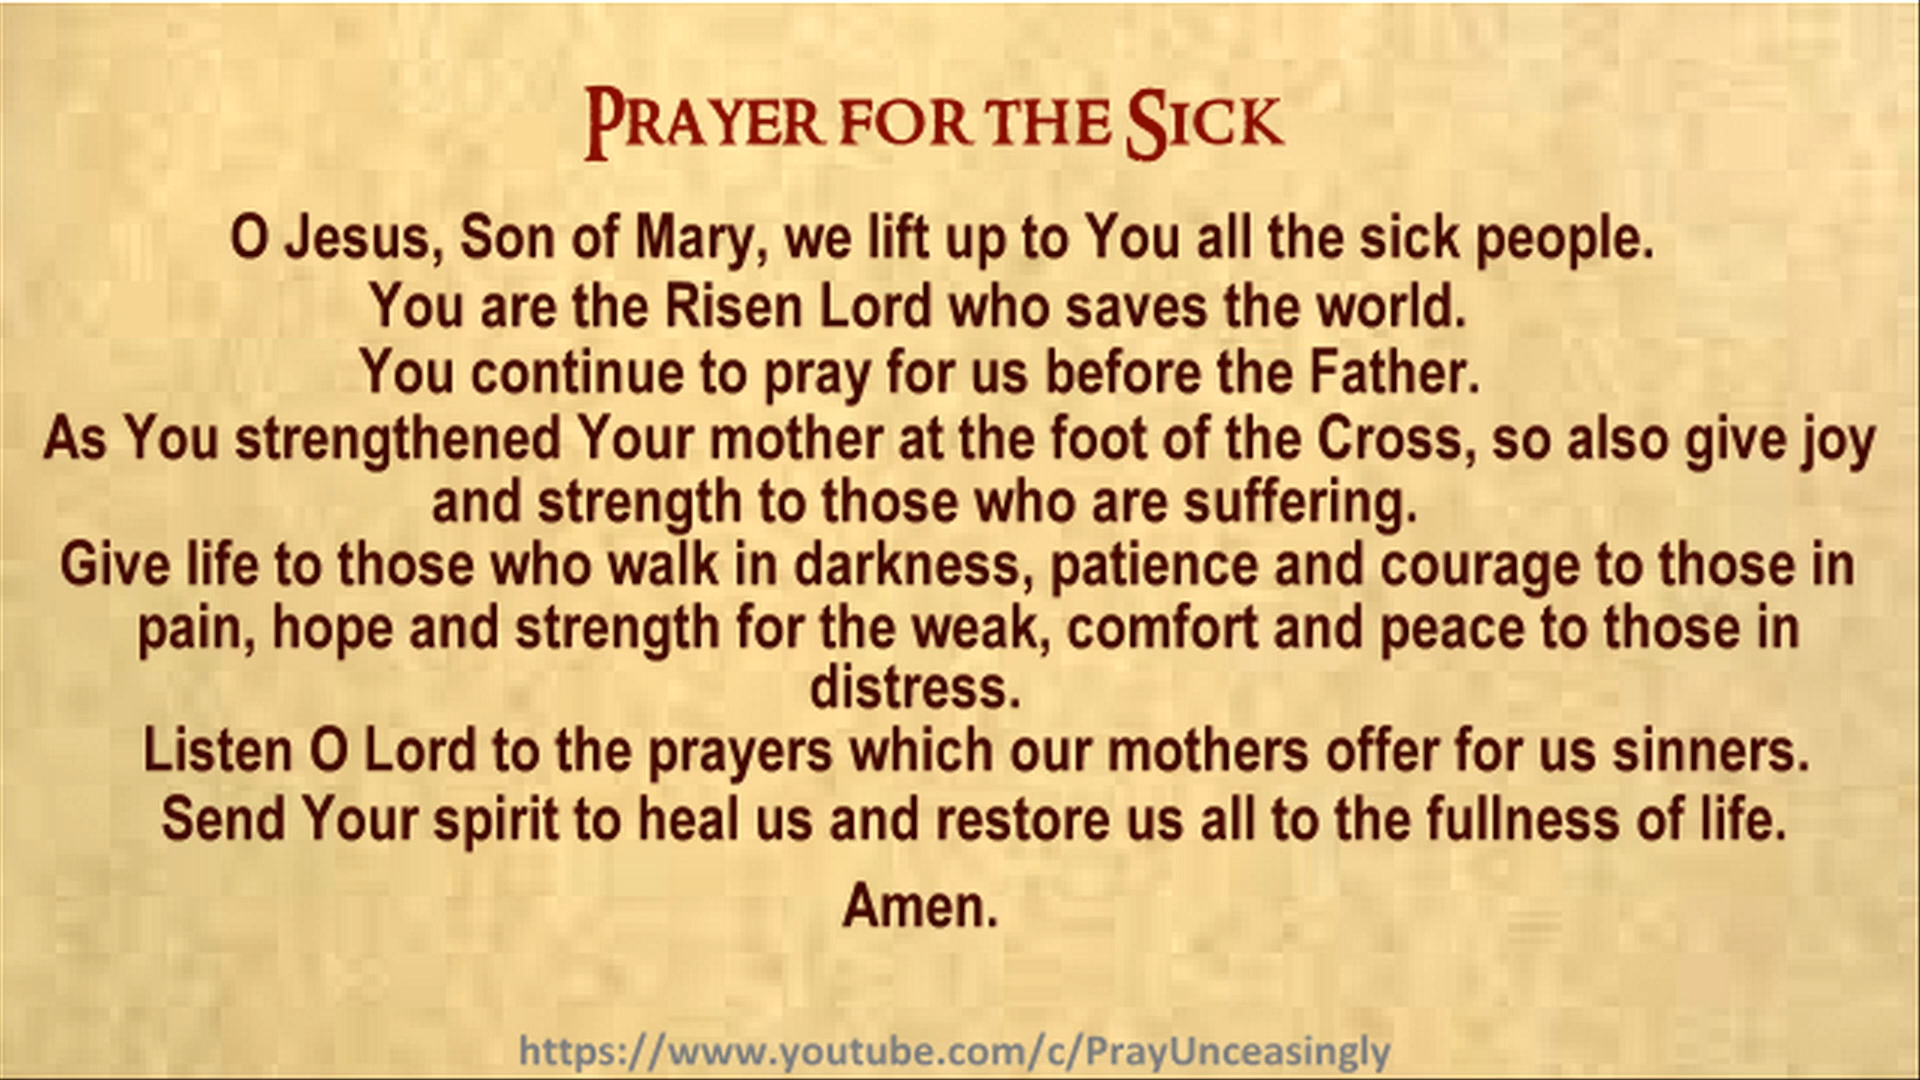 Prayer for the Sick
O Jesus, Son of Mary, we lift up to You all the sick people.
You are the Risen Lord who saves the world.
You continue to pray for us before the Father.
As You strengthened Your mother at the foot of the Cross, so also give joy
and strength to those who are suffering.
Give life to those who walk in darkness, patience and courage to those in
pain, hope and strength for the weak, comfort and peace to those in
distress.
Listen O Lord to the prayers which our mothers offer for us sinners.
Send Your spirit to heal us and restore us all to the fullness of life.
Amen.
https://www.youtube.com/c/PrayUnceasingly